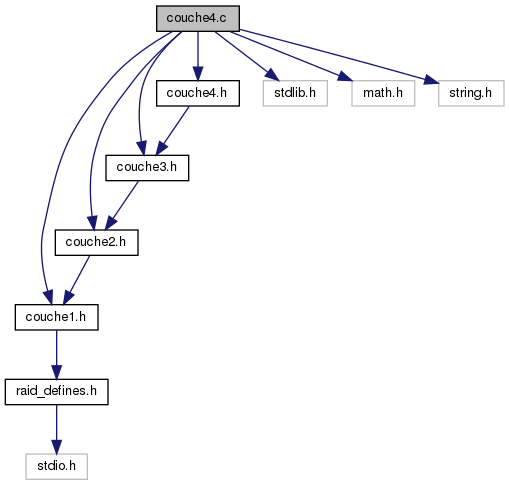 couche4.c
couche4.h
stdlib.h
math.h
string.h
couche3.h
couche2.h
couche1.h
raid_defines.h
stdio.h